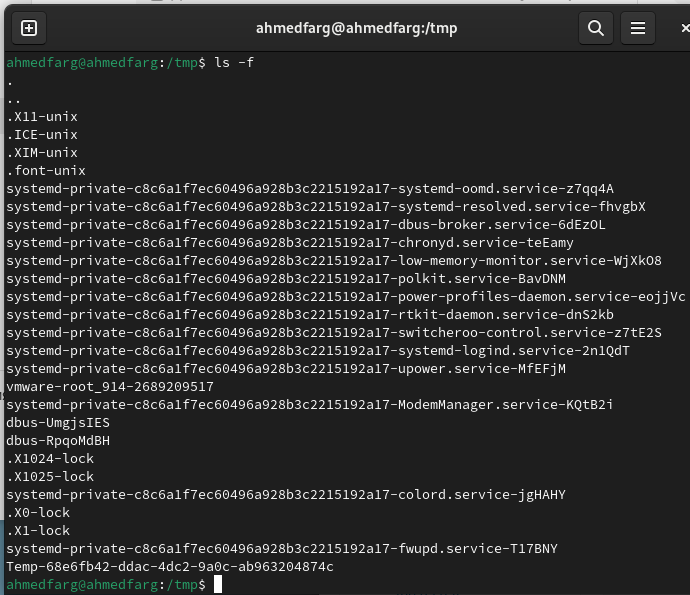 ahmedfarg@ahmedfarg:/tmp
ahmedfarg@ahmedfarg:/tmp$ ls -f
.
..
.X11-unix
.ICE-unix
.XIM-unix
.font-unix
systemd-private-c8c6a1f7ec60496a928b3c2215192a17-systemd-oomd.service-z7qq4A
systemd-private-c8c6a1f7ec60496a928b3c2215192a17-systemd-resolved.service-fhvgbX
systemd-private-c8c6a1f7ec60496a928b3c2215192a17-dbus-broker.service-6dEzOL
systemd-private-c8c6a1f7ec60496a928b3c2215192a17-chronyd.service-teEamy
systemd-private-c8c6a1f7ec60496a928b3c2215192a17-low-memory-monitor.service-WjXkO8
systemd-private-c8c6a1f7ec60496a928b3c2215192a17-polkit.service-BavDNM
systemd-private-c8c6a1f7ec60496a928b3c2215192a17-power-profiles-daemon.service-eojjVc
systemd-private-c8c6a1f7ec60496a928b3c2215192a17-rtkit-daemon.service-dnS2kb
systemd-private-c8c6a1f7ec60496a928b3c2215192a17-switcheroo-control.service-z7tE2S
systemd-private-c8c6a1f7ec60496a928b3c2215192a17-systemd-logind.service-2n1QdT
systemd-private-c8c6a1f7ec60496a928b3c2215192a17-upower.service-MfEFjM
vmware-root_914-2689209517
systemd-private-c8c6a1f7ec60496a928b3c2215192a17-ModemManager.service-KQtB2i
dbus-UmgjsIES
dbus-RpqoMdBH
.X1024-lock
.X1025-lock
systemd-private-c8c6a1f7ec60496a928b3c2215192a17-colord.service-jgHAHY
.X0-lock
.X1-lock
systemd-private-c8c6a1f7ec60496a928b3c2215192a17-fwupd.service-T17BNY
Temp-68e6fb42-ddac-4dc2-9a0c-ab963204874c
ahmedfarg@ahmedfarg:/tmp$